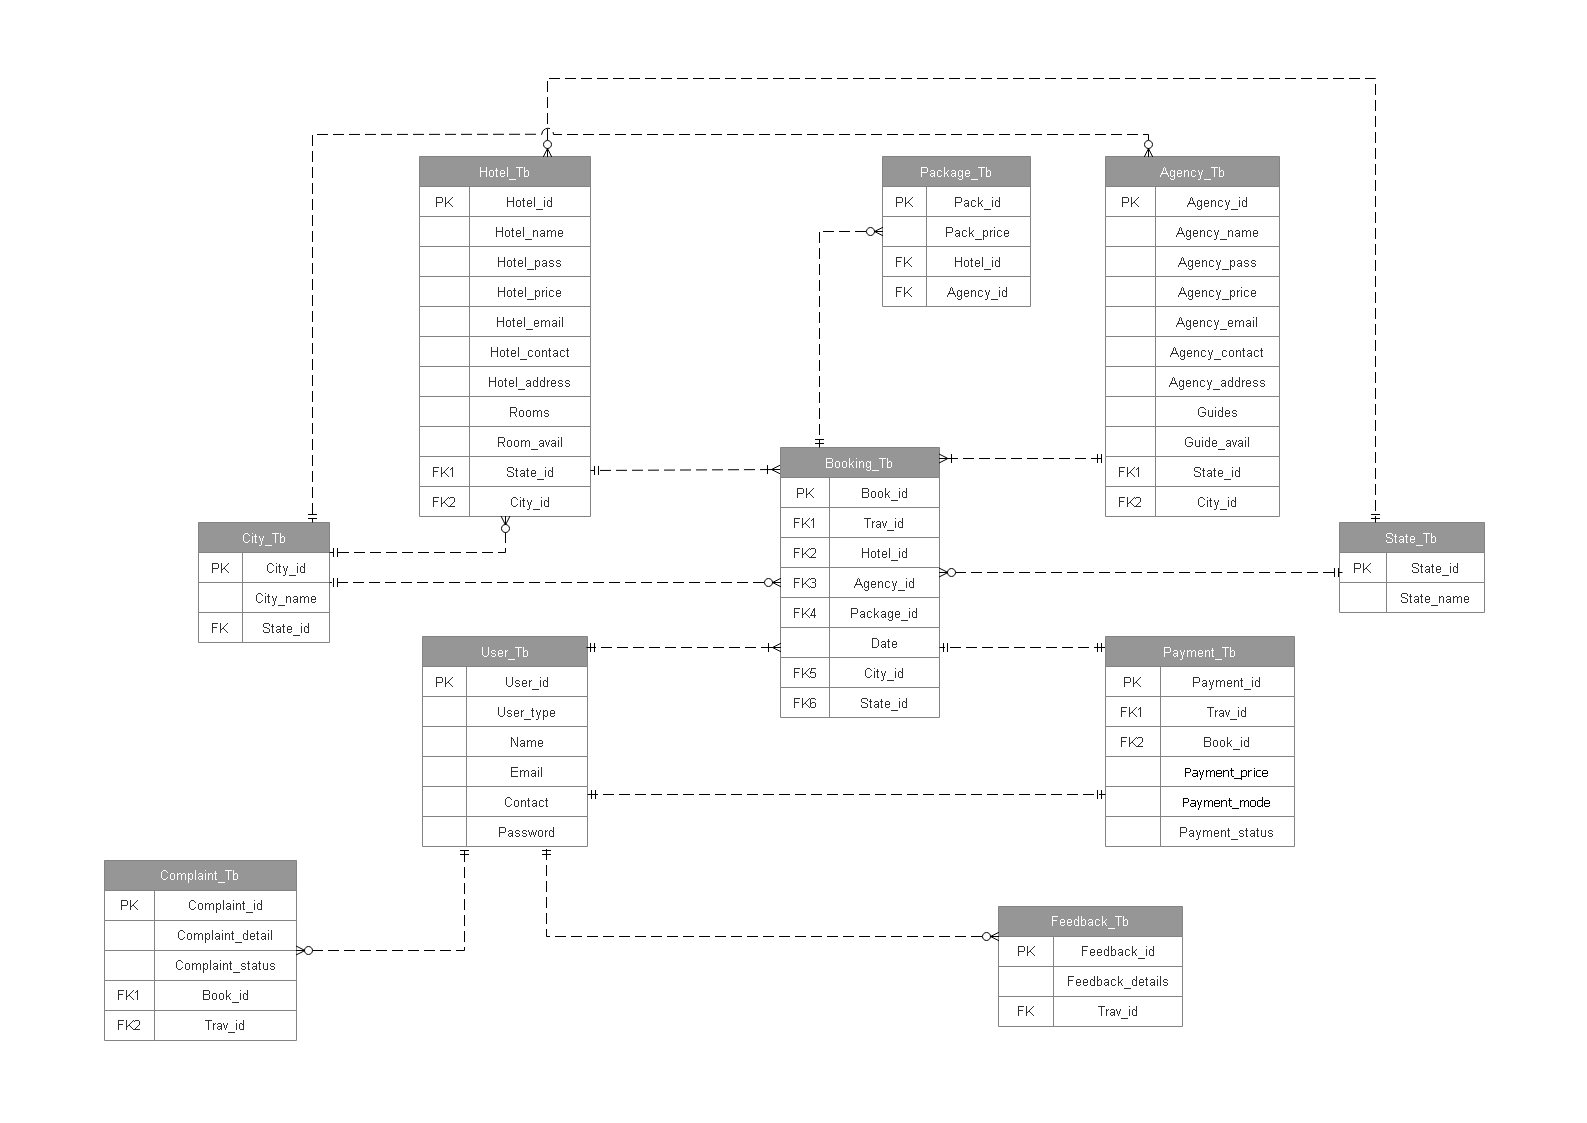 Hotel_Tb
PK Hotel_id
Hotel_name
Hotel_pass
Hotel_price
Hotel_email
Hotel_contact
Hotel_address
Rooms
Room_avail
FK1 State_id
FK2 City_id
Package_Tb
PK Pack_id
Pack_price
FK Hotel_id
FK Agency_id
Agency_Tb
PK Agency_id
Agency_name
Agency_pass
Agency_price
Agency_email
Agency_contact
Agency_address
Guides
Guide_avail
FK1 State_id
FK2 City_id
City_Tb
PK City_id
City_name
FK State_id
Booking_Tb
PK Book_id
FK1 Trav_id
FK2 Hotel_id
FK3 Agency_id
FK4 Package_id
Date
FK5 City_id
FK6 State_id
State_Tb
PK State_id
State_name
User_Tb
PK User_id
User_type
Name
Email
Contact
Password
Payment_Tb
PK Payment_id
FK1 Trav_id
FK2 Book_id
Payment_price
Payment_mode
Payment_status
Complaint_Tb
PK Complaint_id
Complaint_detail
Complaint_status
FK1 Book_id
FK2 Trav_id
Feedback_Tb
PK Feedback_id
Feedback_details
FK Trav_id